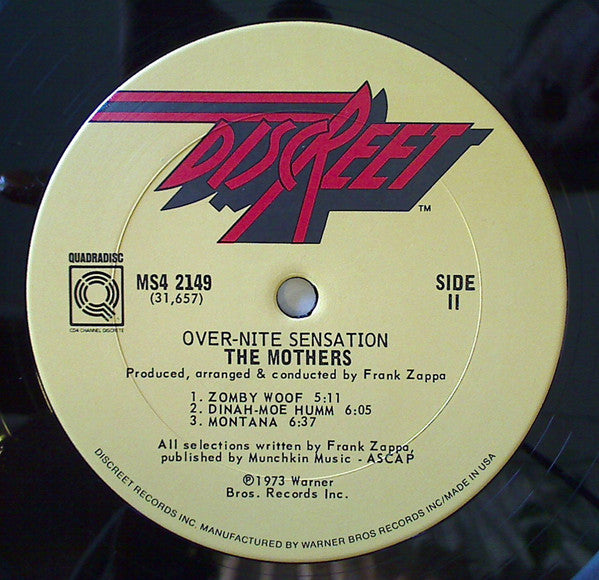 DISCREET
TM
QUADRADISC
Q
CD4 CHANNEL DISCRETE
MS4 2149
(31,657)
SIDE
II
OVER-NITE SENSATION
THE MOTHERS
Produced, arranged & conducted by Frank Zappa
1. ZOMBY WOOF 5:11
2. DINAH-MOE HUMM 6:05
3. MONTANA 6:37
All selections written by Frank Zappa,
published by Munchkin Music - ASCAP
℗1973 Warner
Bros. Records Inc.
DISCREET RECORDS INC. MANUFACTURED BY WARNER BROS RECORDS INC/MADE IN USA